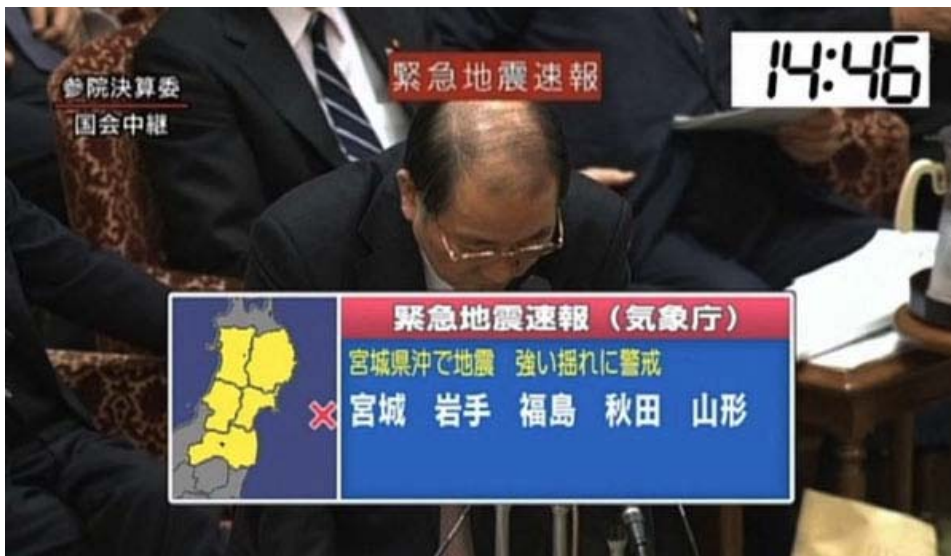 参院決算委
国会中継
緊急地震速報
14:46
緊急地震速報（気象庁）
宮城県沖で地震　強い揺れに警戒
宮城　岩手　福島　秋田　山形